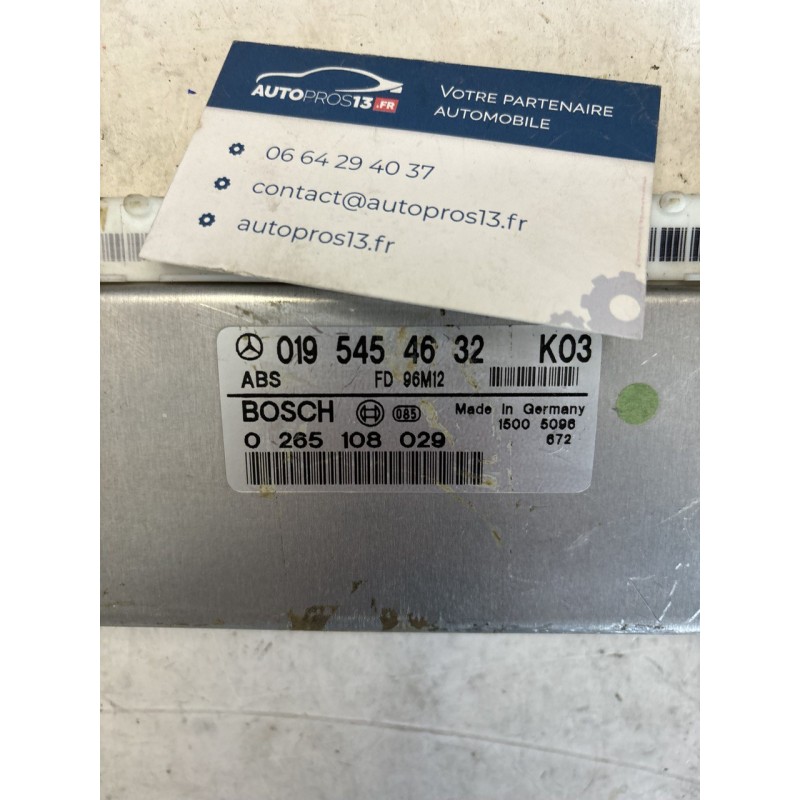 AUTOPROS13.FR
VOTRE PARTENAIRE
AUTOMOBILE
06 64 29 40 37
contact@autopros13.fr
autopros13.fr
019 545 46 32 K03
ABS FD 96M12
BOSCH 085 Made in Germany
1500 5096
0 265 108 029 672